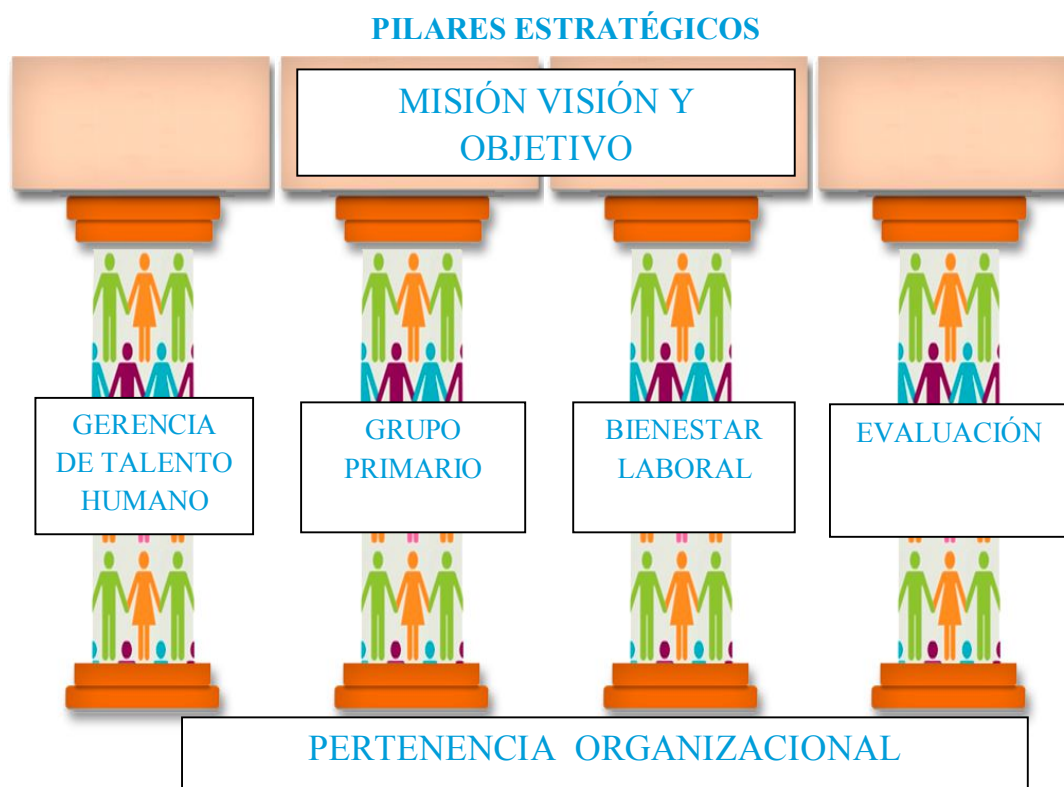 PILARES ESTRATÉGICOS
MISIÓN VISIÓN Y
OBJETIVO
GERENCIA
DE TALENTO
HUMANO
GRUPO
PRIMARIO
BIENESTAR
LABORAL
EVALUACIÓN
PERTENENCIA ORGANIZACIONAL